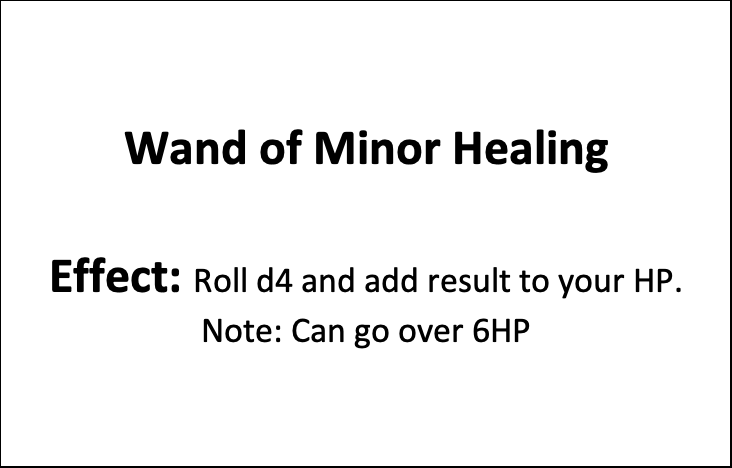 Wand of Minor Healing
Effect: Roll d4 and add result to your HP.
Note: Can go over 6HP